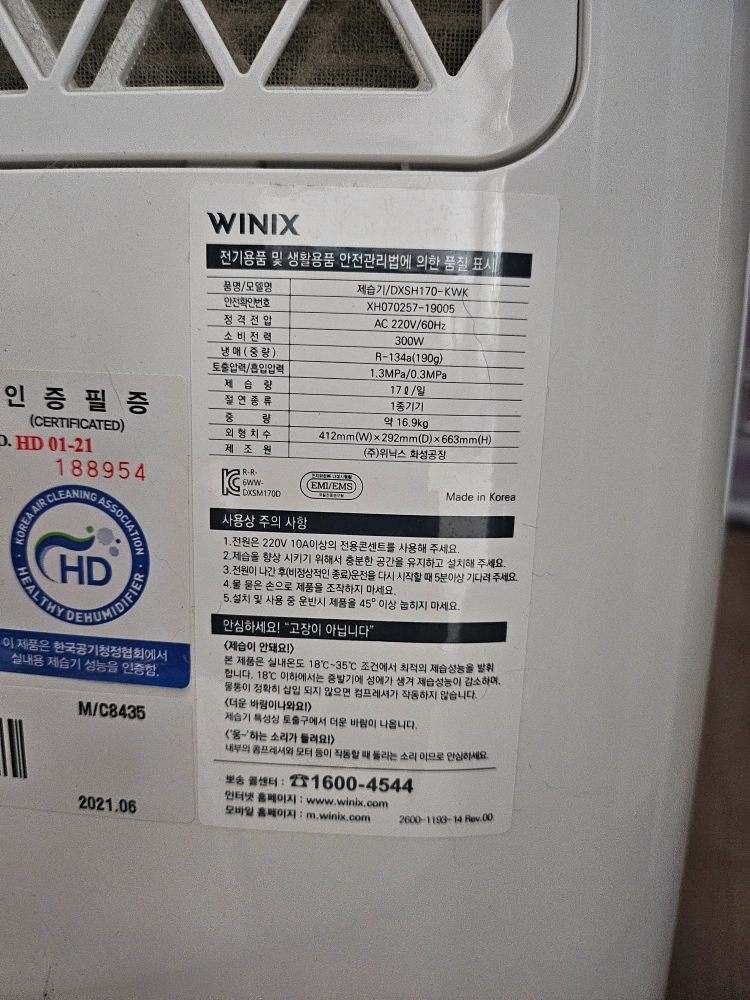 WINIX
전기용품 및 생활용품 안전관리법에 의한 품질 표시
품명/모델명 제습기/DXSH170-KWK
안전확인번호 XH070257-19005
정격전압 AC 220V/60Hz
소비전력 300W
냉매(중량) R-134a(190g)
토출압력/흡입압력 1.3MPa/0.3MPa
제습량 17ℓ/일
절연종류 1종기기
중량 약 16.9kg
외형치수 412mm(W)×292mm(D)×663mm(H)
제조원 (주)위닉스 화성공장
R-R-
6WW-
DXSM170D
EMI/EMS
Made in Korea
사용상 주의 사항
1.전원은 220V 10A이상의 전용콘센트를 사용해 주세요.
2.제습을 향상 시키기 위해서 충분한 공간을 유지하고 설치해 주세요.
3.전원이 나간 후(비정상적인 종료)운전을 다시 시작할 때 5분이상 기다려 주세요.
4.물 묻은 손으로 제품을 조작하지 마세요.
5.설치 및 사용 중 운반시 제품을 45° 이상 눕히지 마세요.
안심하세요! “고장이 아닙니다”
〈제습이 안돼요!〉
본 제품은 실내온도 18℃~35℃ 조건에서 최적의 제습성능을 발휘
합니다. 18℃ 이하에서는 증발기에 성에가 생겨 제습성능이 감소하며,
물통이 정확히 삽입 되지 않으면 컴프레셔가 작동하지 않습니다.
〈더운 바람이나와요!〉
제습기 특성상 토출구에서 더운 바람이 나옵니다.
〈'웅~'하는 소리가 들려요!〉
내부의 콤프레셔와 모터 등이 작동할 때 들리는 소리 이므로 안심하세요.
보송 콜센터 : ☎1600-4544
인터넷 홈페이지 : www.winix.com
모바일 홈페이지 : m.winix.com 2600-1193-14 Rev.00
인 증 필 증
(CERTIFICATED)
O. HD 01-21
188954
KOREA AIR CLEANING ASSOCIATION
HD
HEALTHY DEHUMIDIFIER
이 제품은 한국공기청정협회에서
실내용 제습기 성능을 인증함.
M/C8435
2021.06